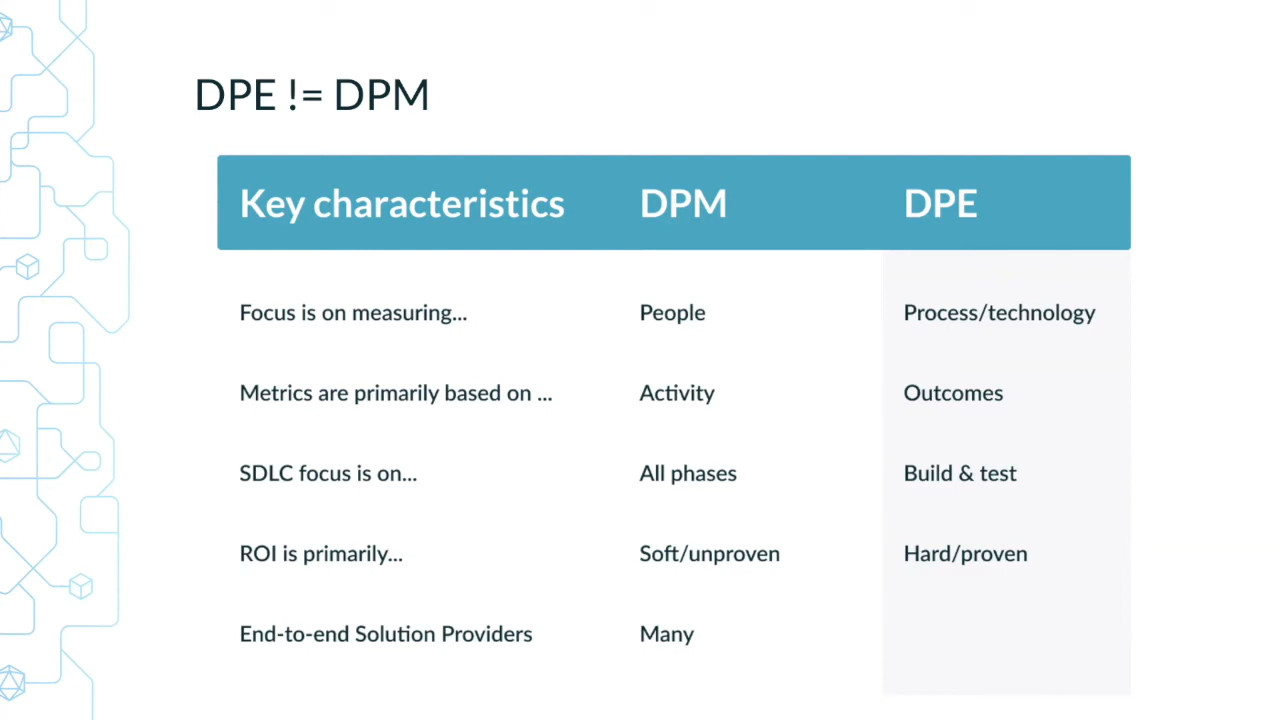 DPE != DPM
Key characteristics DPM DPE
Focus is on measuring... People Process/technology
Metrics are primarily based on ... Activity Outcomes
SDLC focus is on... All phases Build & test
ROI is primarily... Soft/unproven Hard/proven
End-to-end Solution Providers Many